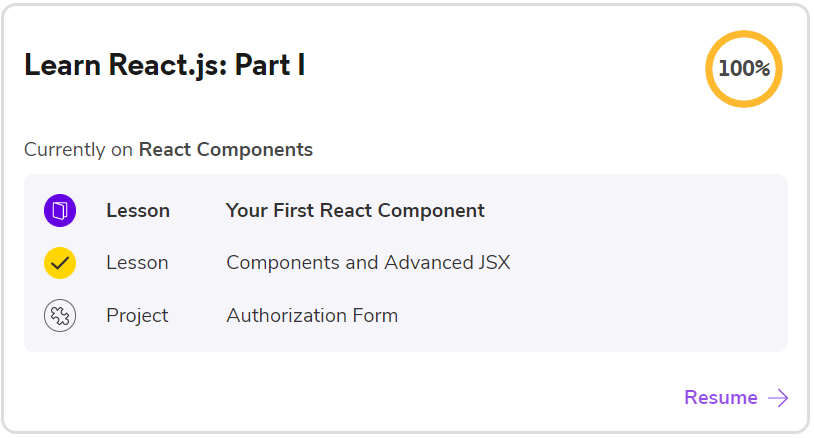 Learn React.js: Part I
100%
Currently on React Components
Lesson Your First React Component
Lesson Components and Advanced JSX
Project Authorization Form
Resume